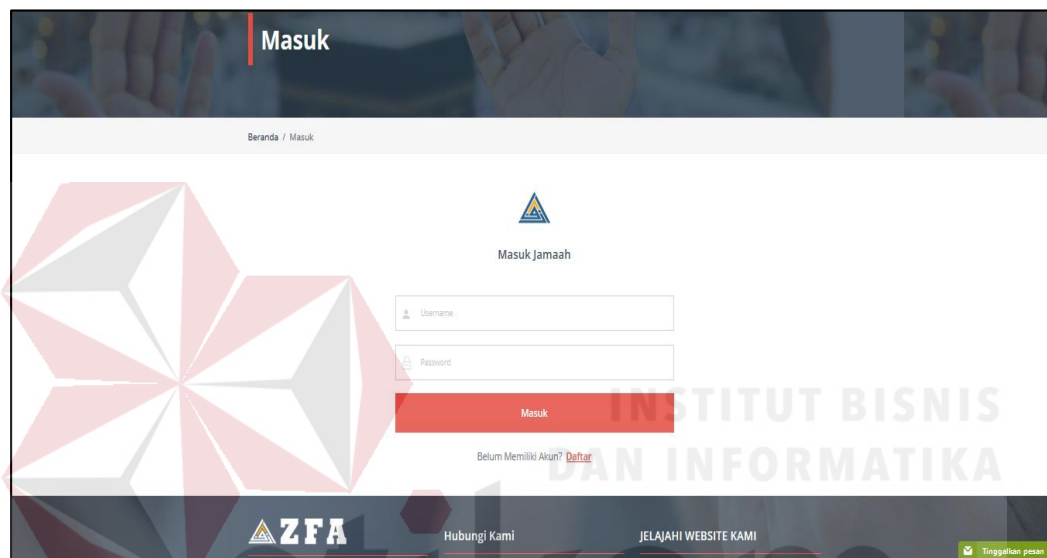 Masuk
Beranda / Masuk
Masuk Jamaah
Username
Password
Masuk
Belum Memiliki Akun? Daftar
INSTITUT BISNIS
DAN INFORMATIKA
AZFA
Hubungi Kami
JELAJAHI WEBSITE KAMI
Tinggalkan pesan